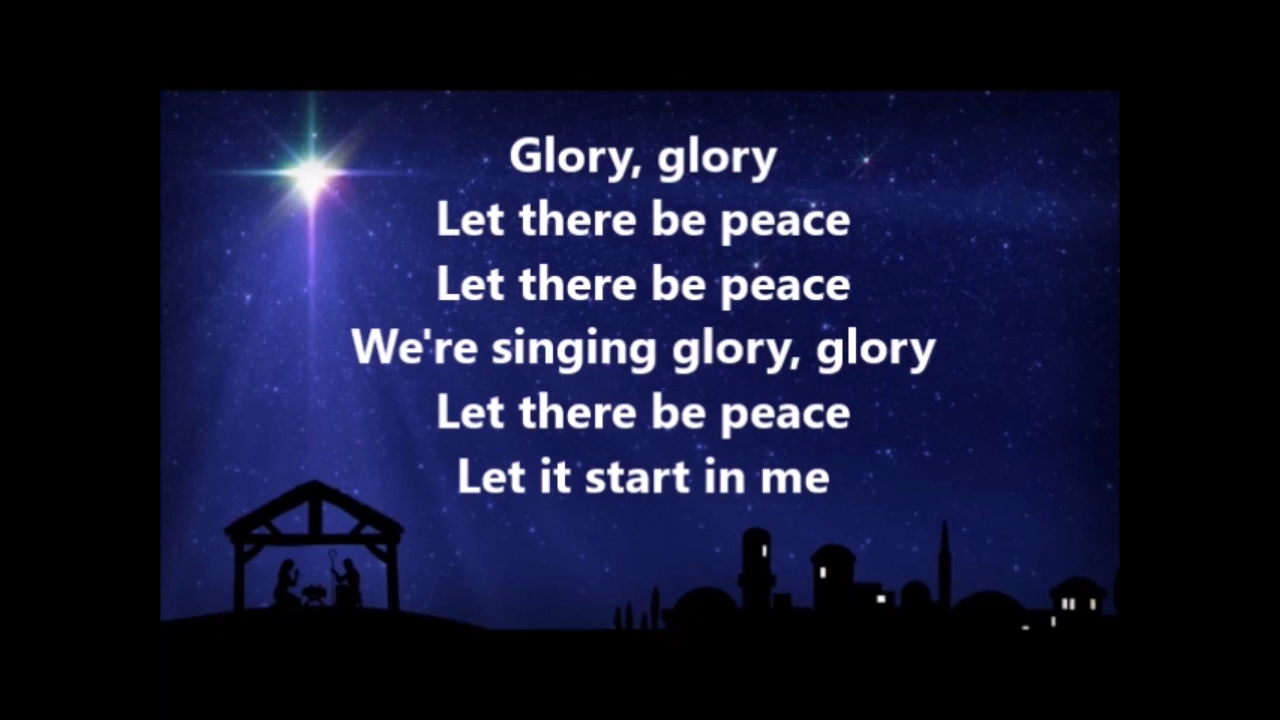 Glory, glory
Let there be peace
Let there be peace
We're singing glory, glory
Let there be peace
Let it start in me